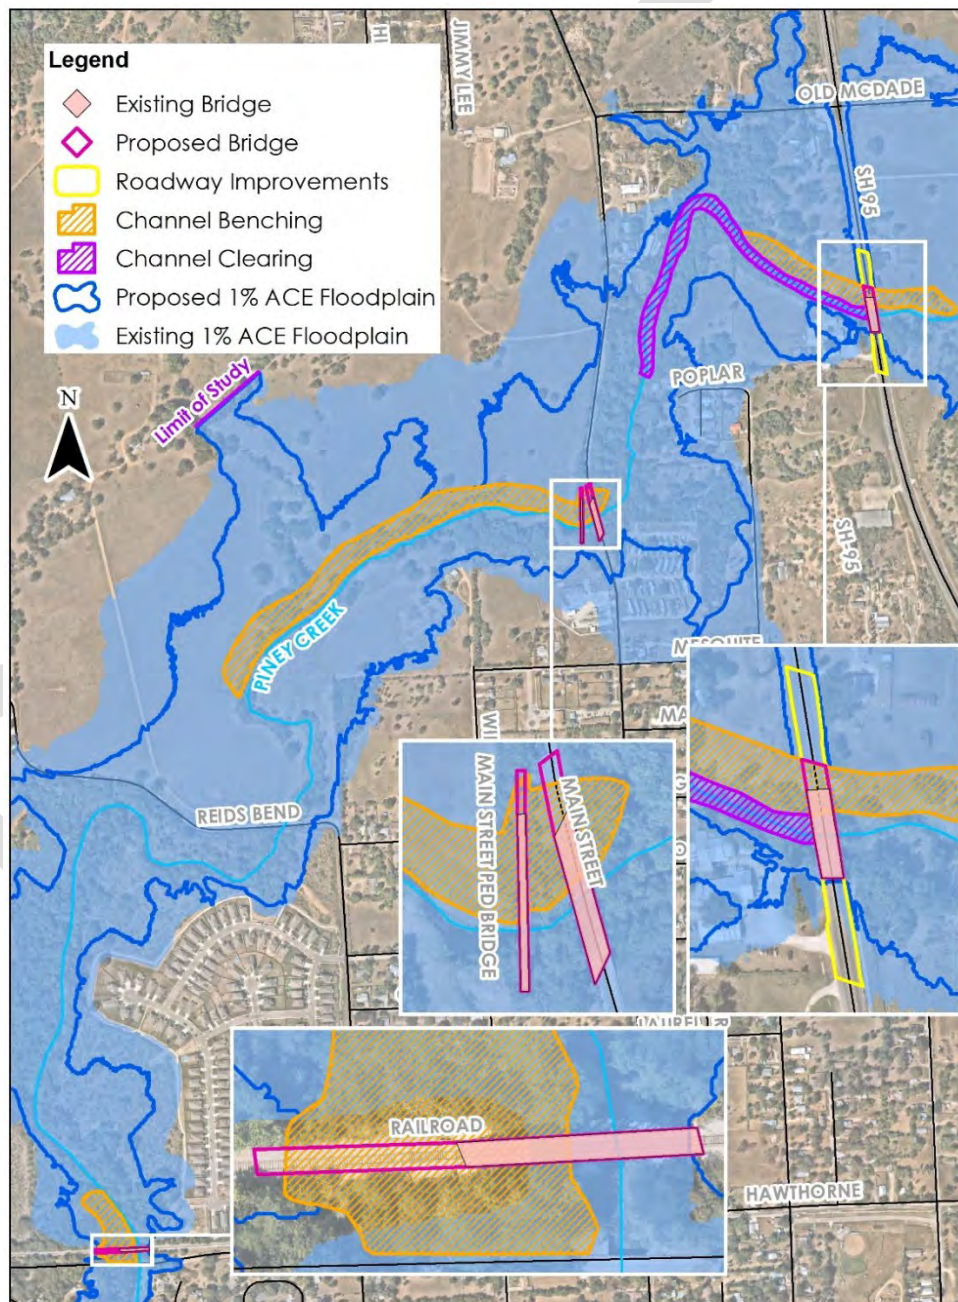 Legend
Existing Bridge
Proposed Bridge
Roadway Improvements
Channel Benching
Channel Clearing
Proposed 1% ACE Floodplain
Existing 1% ACE Floodplain
JIMMY LEE
OLD MCDADE
SH 95
N
Limit of Study
POPLAR
SH-95
PINEY CREEK
MESQUITE
REIDS BEND
MAIN STREET PED BRIDGE
MAIN STREET
RAILROAD
HAWTHORNE